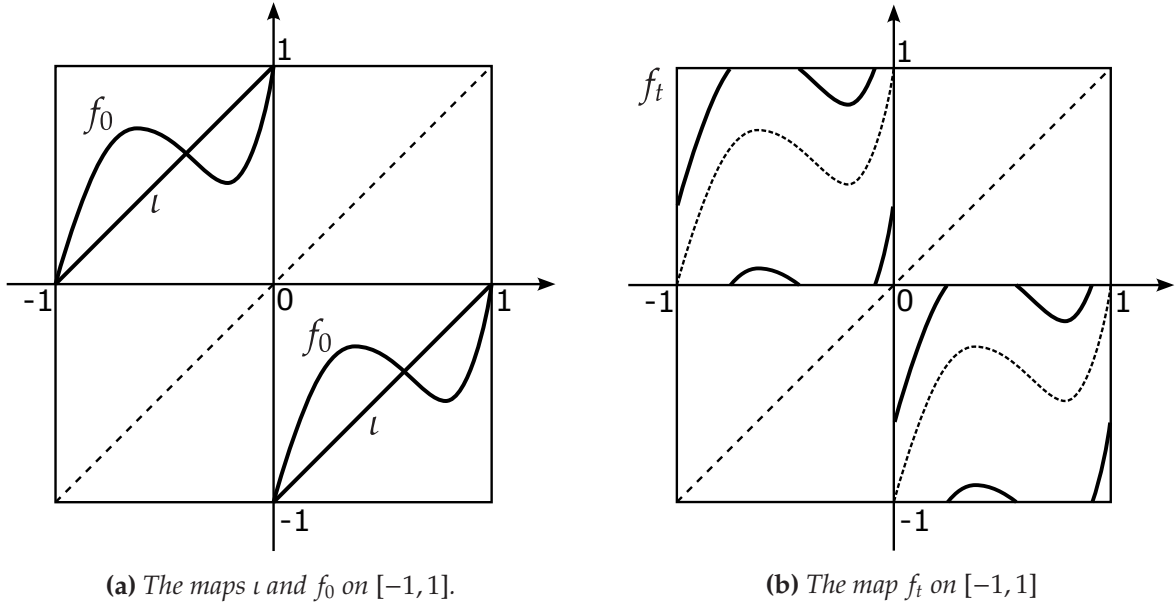 1
f₀
ι
-1
0
1
f₀
ι
-1
(a) The maps ι and f₀ on [−1, 1].
1
fₜ
-1
0
1
-1
(b) The map fₜ on [−1, 1]